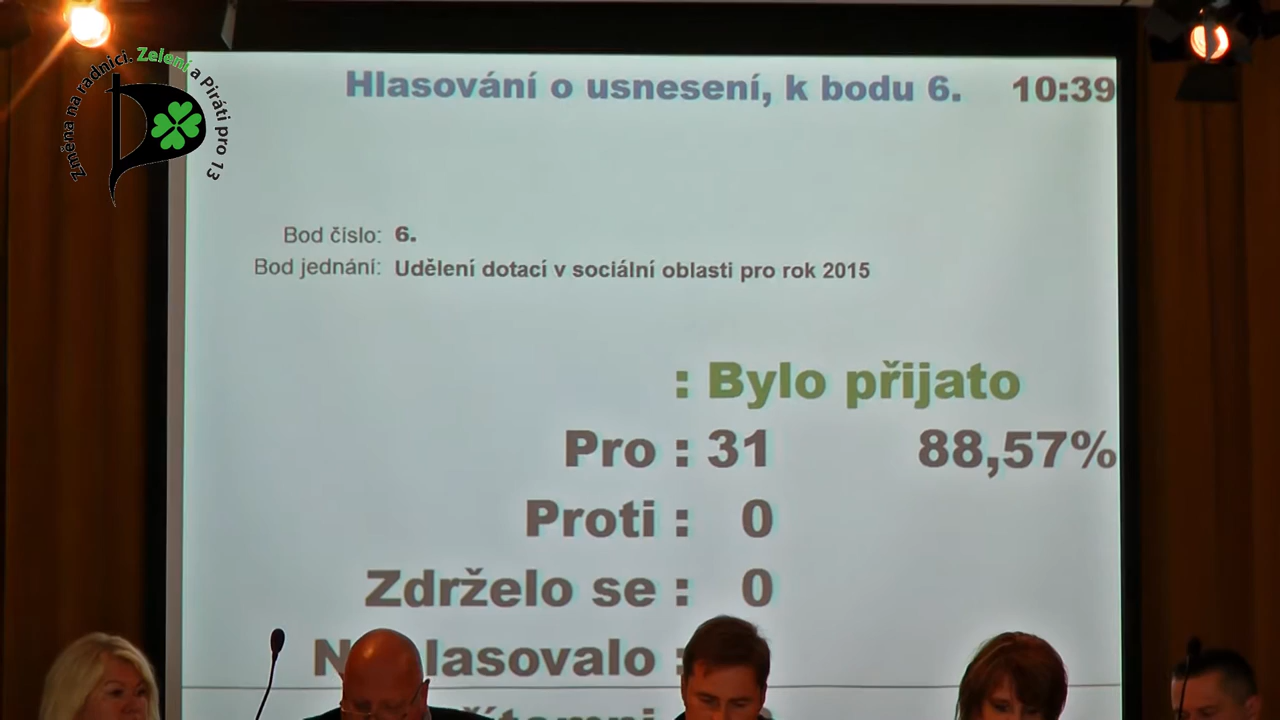 Změna na radnici. Zelení a Piráti pro 13
Hlasování o usnesení, k bodu 6. 10:39
Bod číslo: 6.
Bod jednání: Udělení dotací v sociální oblasti pro rok 2015
: Bylo přijato
Pro : 31 88,57%
Proti : 0
Zdrželo se : 0